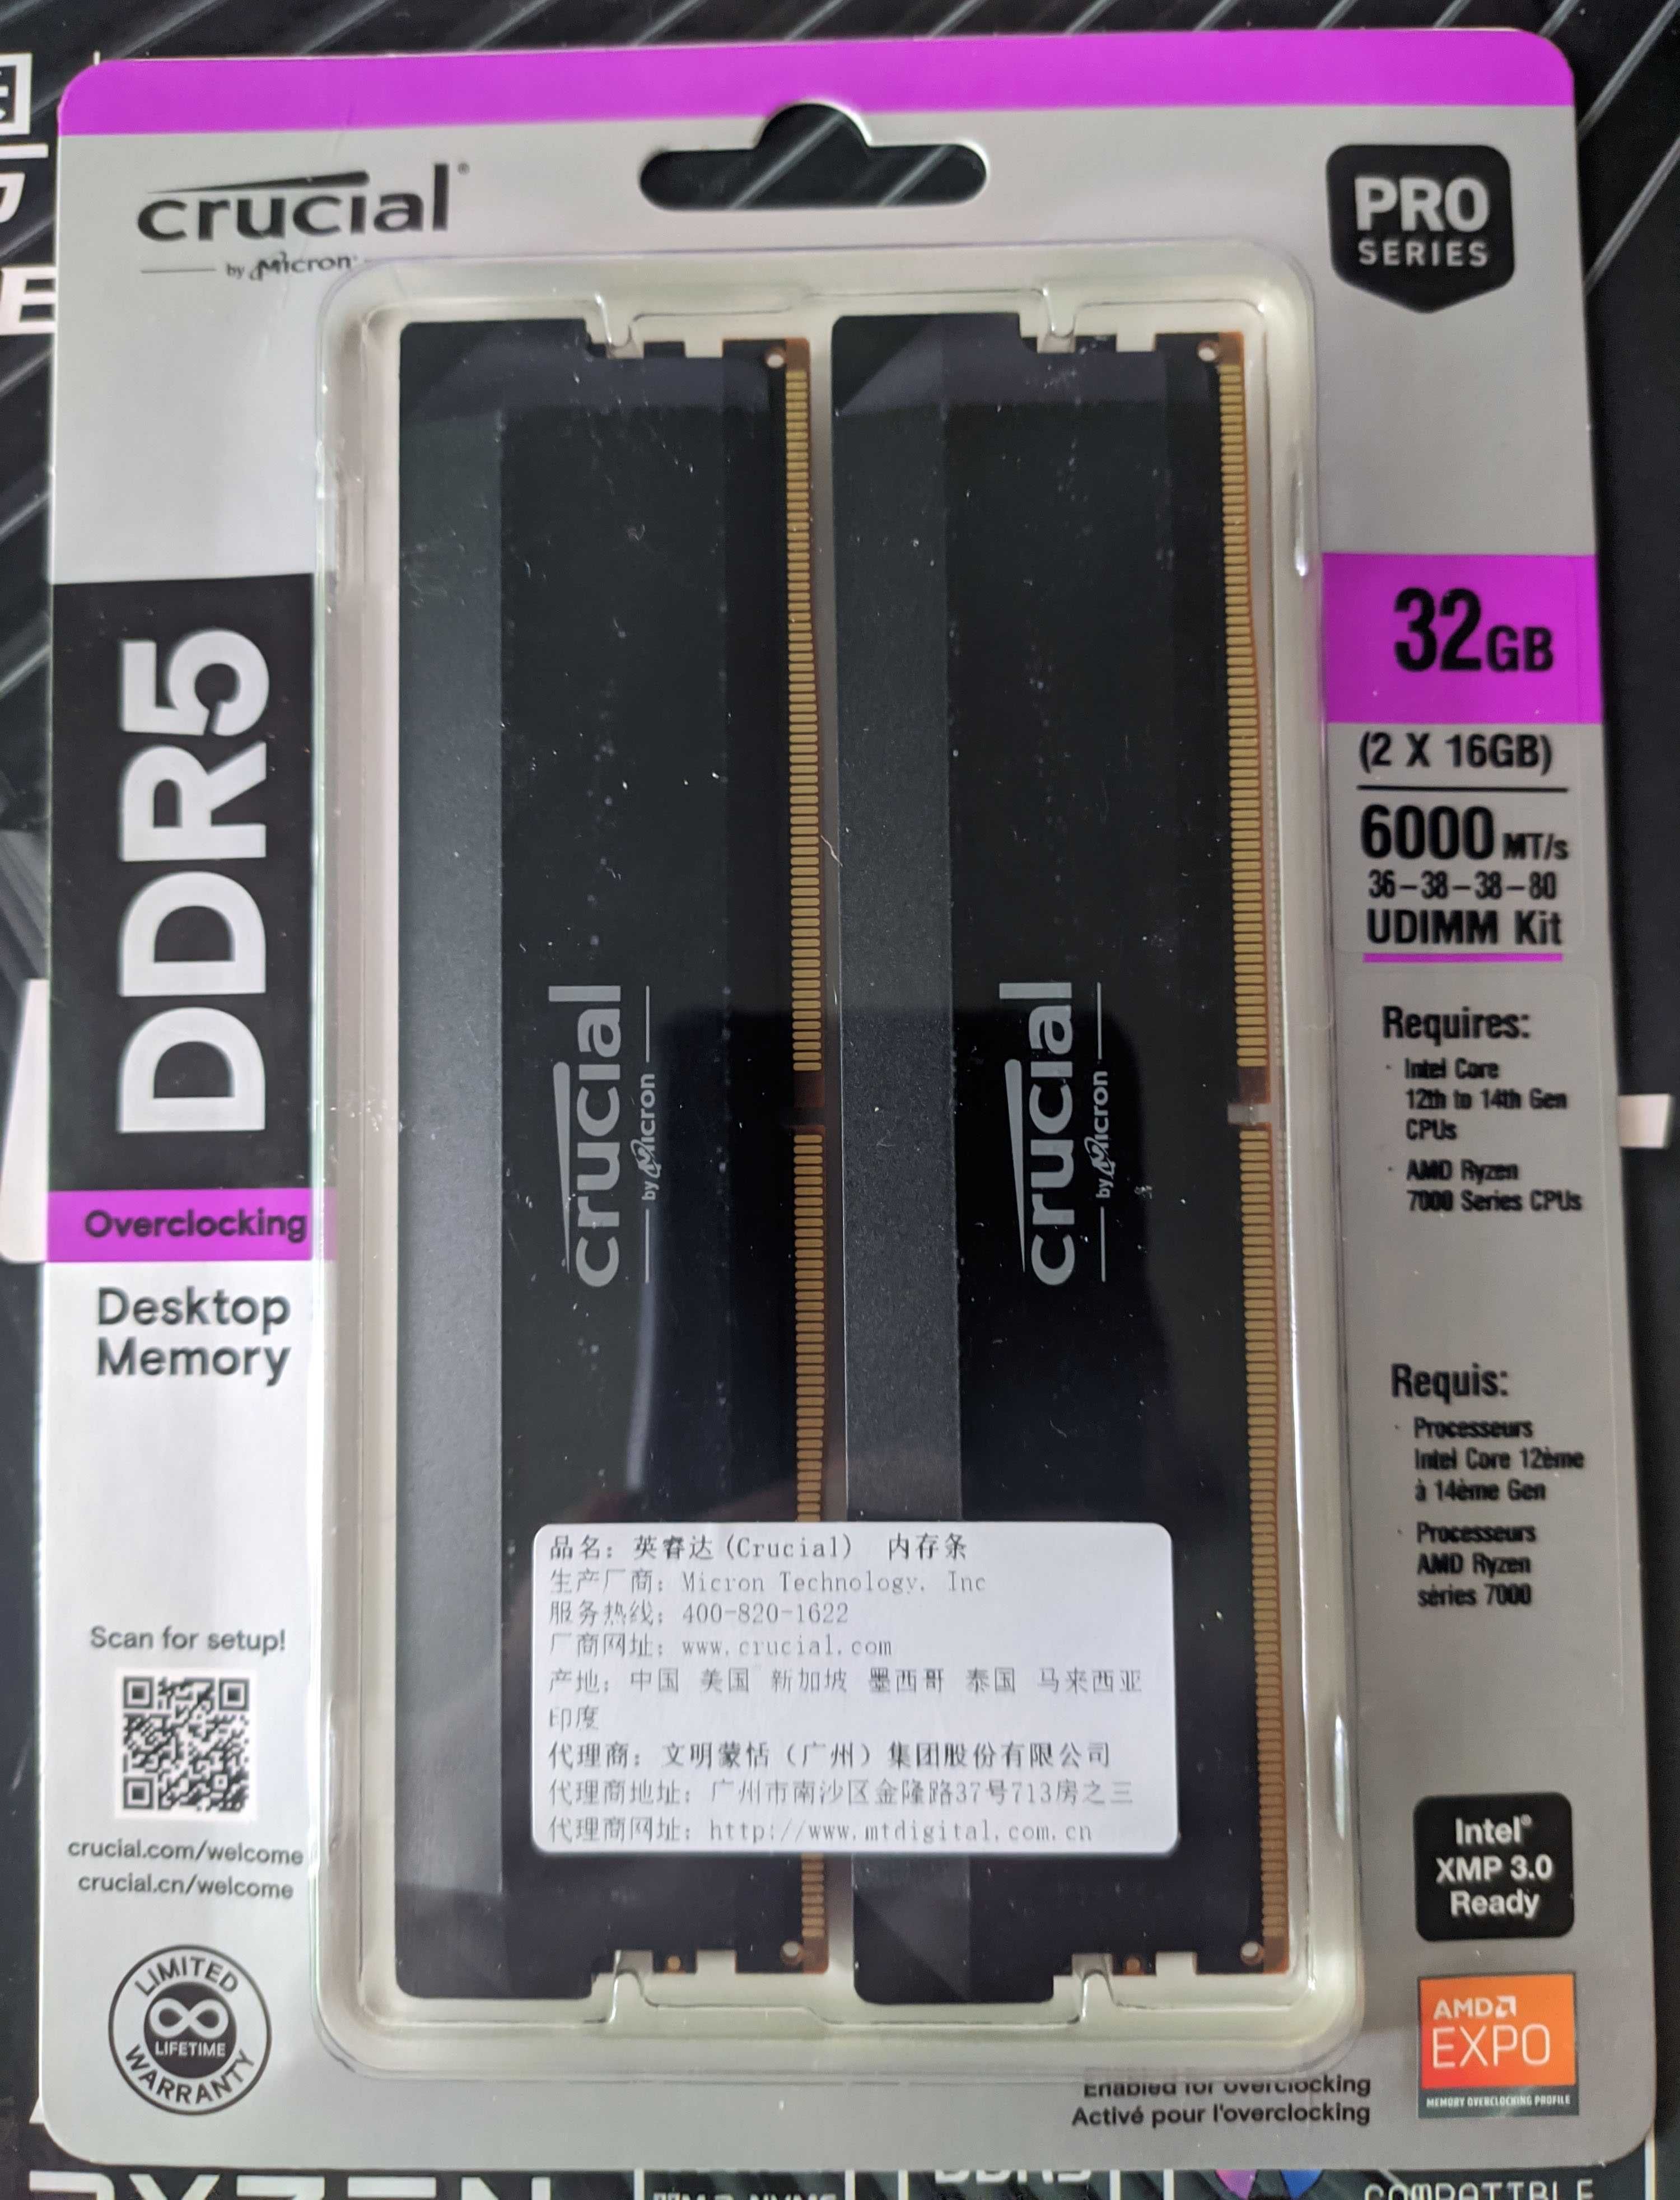 crucial
by Micron
PRO
SERIES
DDR5
Overclocking
Desktop
Memory
Scan for setup!
crucial.com/welcome
crucial.cn/welcome
LIMITED
LIFETIME
WARRANTY
crucial
by Micron
crucial
by Micron
品名：英睿达(Crucial) 内存条
生产厂商：Micron Technology, Inc
服务热线：400-820-1622
厂商网址：www.crucial.com
产地：中国 美国 新加坡 墨西哥 泰国 马来西亚
印度
代理商：文明蒙恬（广州）集团股份有限公司
代理商地址：广州市南沙区金隆路37号713房之三
代理商网址：http://www.mtdigital.com.cn
32GB
(2 X 16GB)
6000 MT/s
36-38-38-80
UDIMM Kit
Requires:
· Intel Core
12th to 14th Gen
CPUs
· AMD Ryzen
7000 Series CPUs
Requis:
· Processeurs
Intel Core 12ème
à 14ème Gen
· Processeurs
AMD Ryzen
séries 7000
Intel®
XMP 3.0
Ready
AMD
EXPO
MEMORY OVERCLOCKING PROFILE
Enabled for overclocking
Activé pour l'overclocking
RYZEN
DDR5
COMPATIBLE